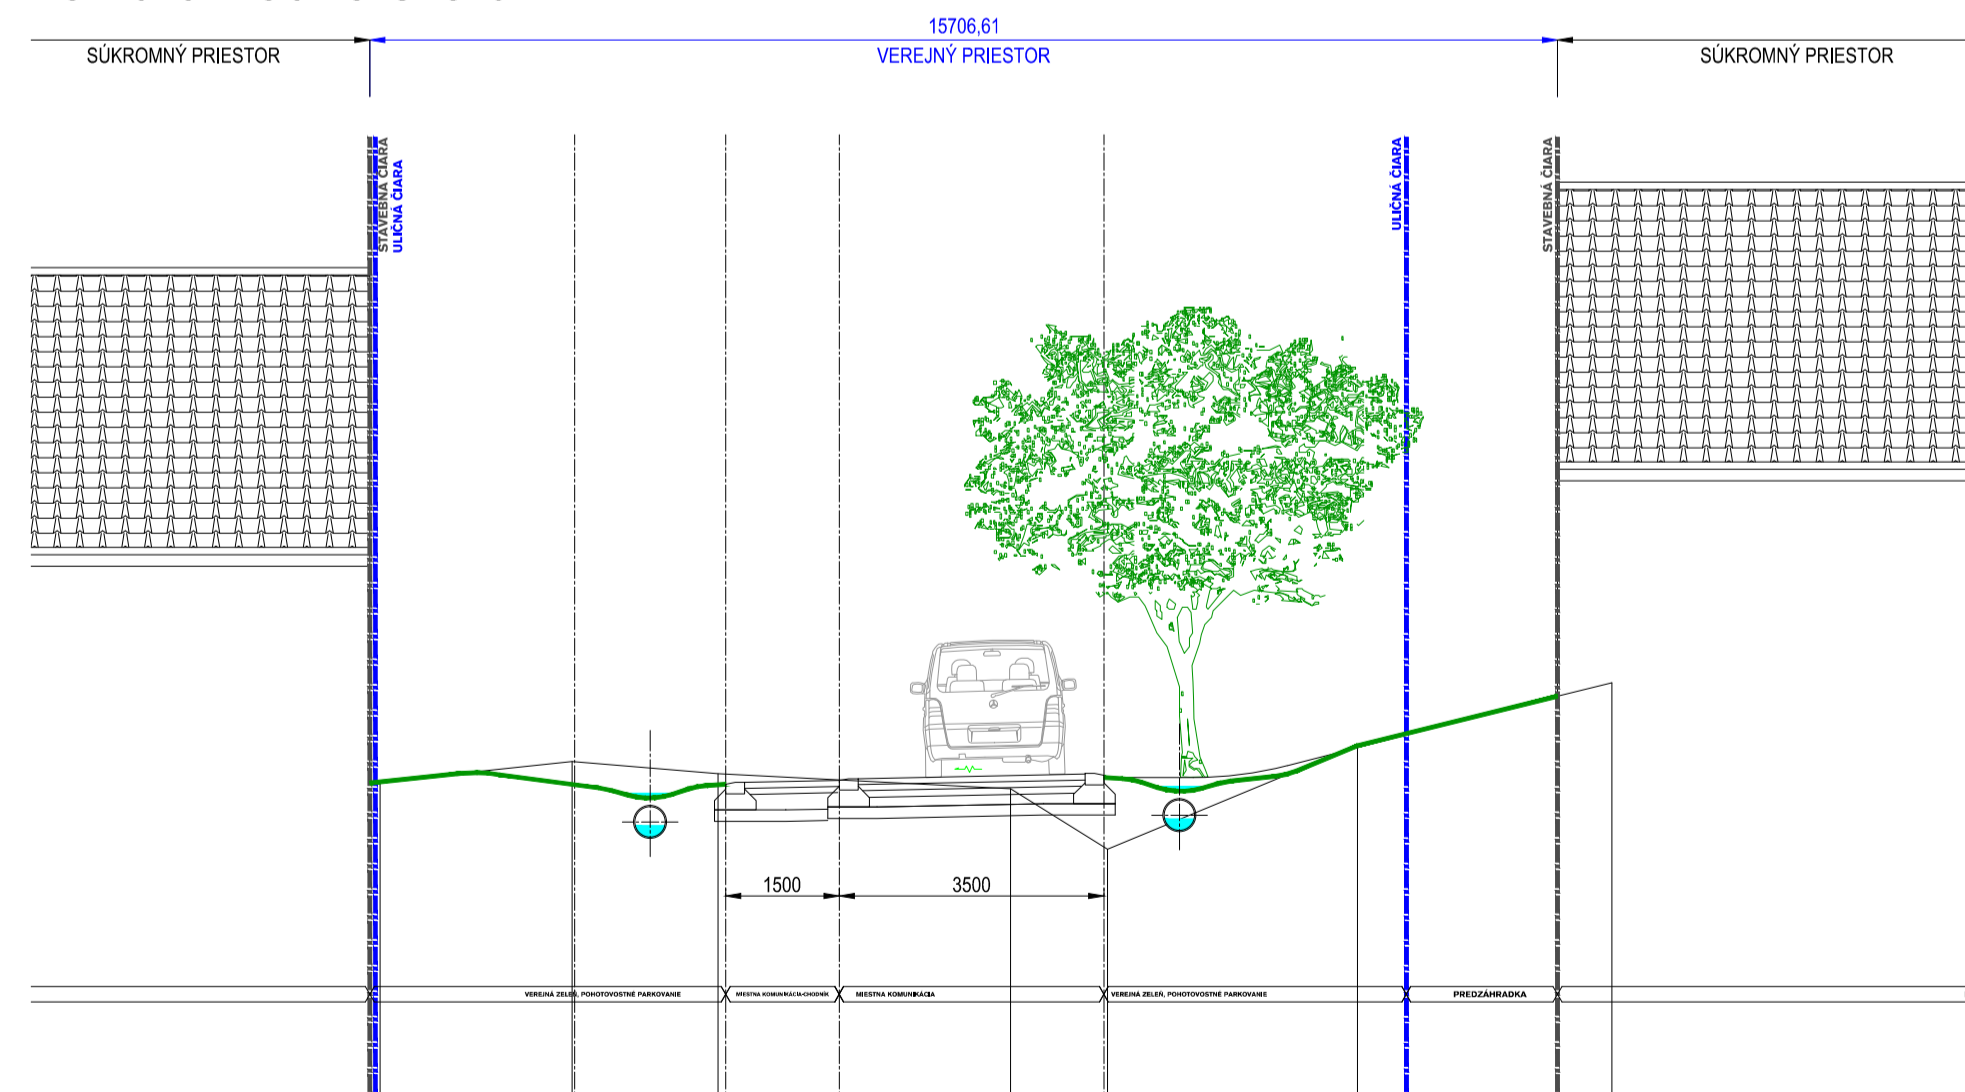 15706,61
SÚKROMNÝ PRIESTOR
VEREJNÝ PRIESTOR
SÚKROMNÝ PRIESTOR
STAVEBNÁ ČIARA
ULIČNÁ ČIARA
ULIČNÁ ČIARA
STAVEBNÁ ČIARA
1500
3500
VEREJNÁ ZELEŇ, POHOTOVOSTNÉ PARKOVANIE
MIESTNA KOMUNIKÁCIA-CHODNÍK
MIESTNA KOMUNIKÁCIA
VEREJNÁ ZELEŇ, POHOTOVOSTNÉ PARKOVANIE
PREDZÁHRADKA